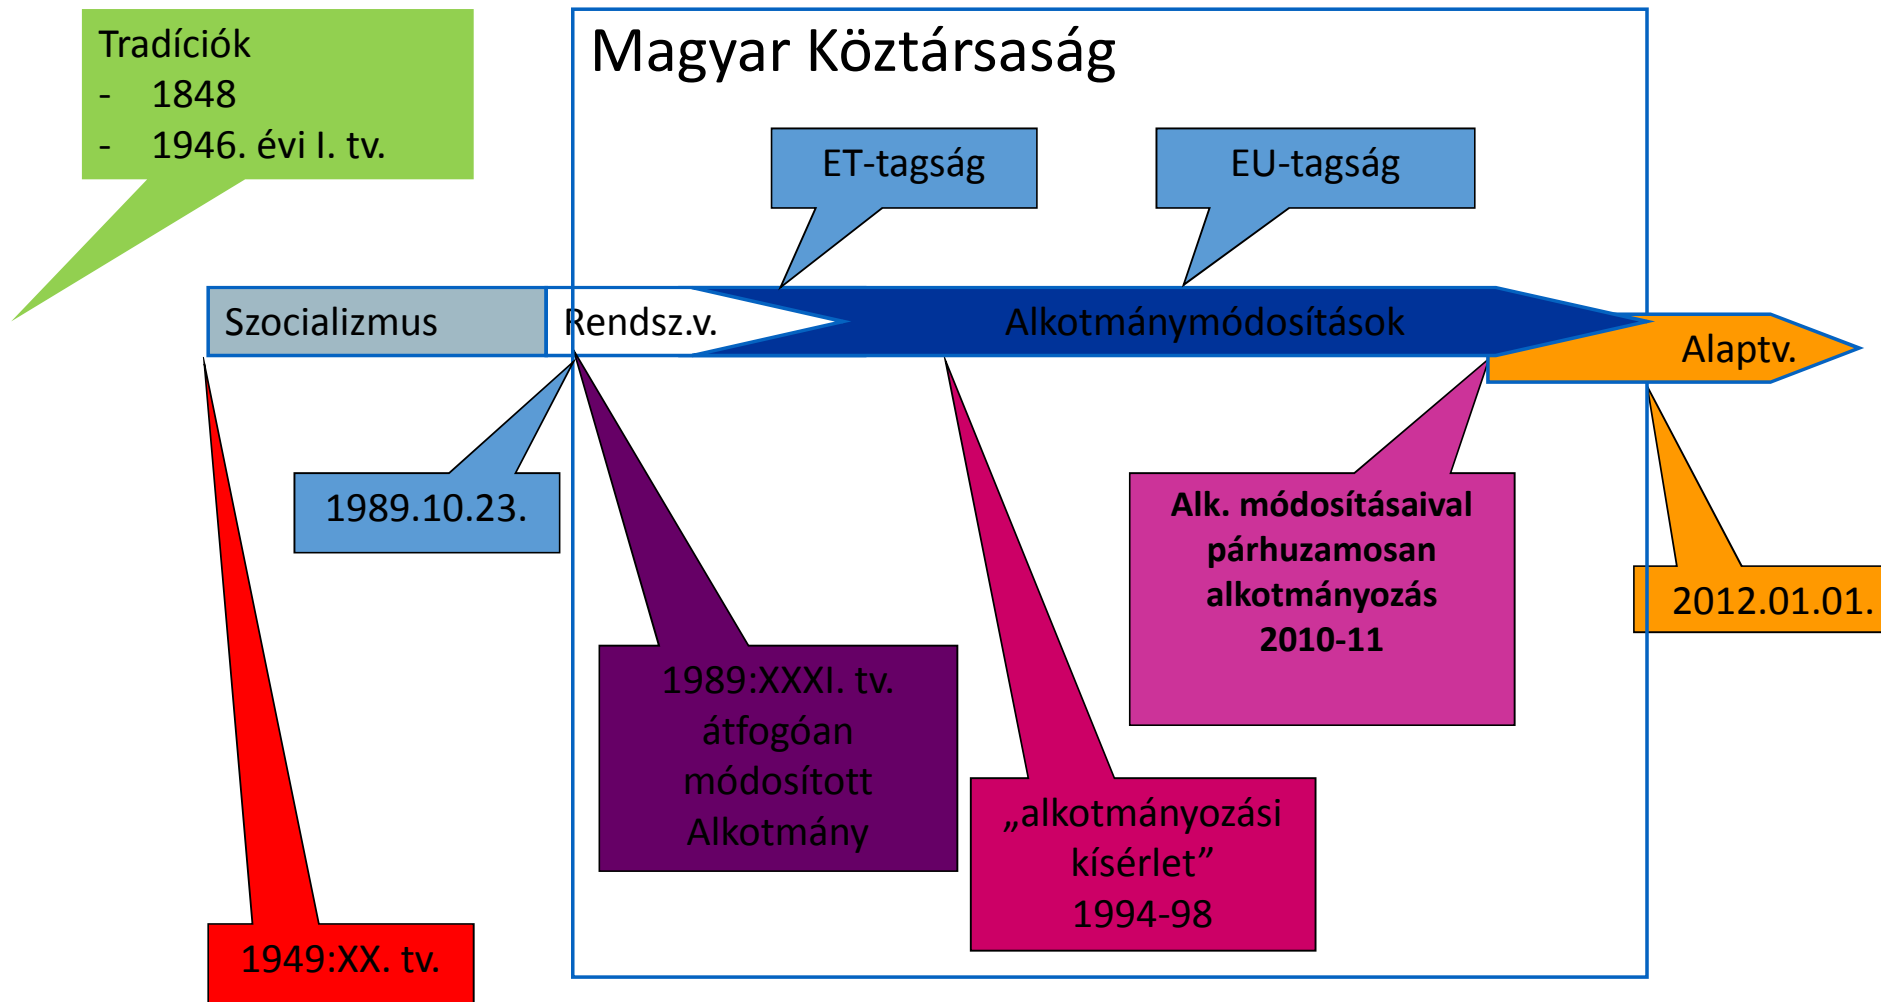 Tradíciók
- 1848
- 1946. évi I. tv.
Magyar Köztársaság
ET-tagság
EU-tagság
Szocializmus
Rendsz.v.
Alkotmánymódosítások
Alaptv.
1989.10.23.
Alk. módosításaival
párhuzamosan
alkotmányozás
2010-11
2012.01.01.
1989:XXXI. tv.
átfogóan
módosított
Alkotmány
„alkotmányozási
kísérlet”
1994-98
1949:XX. tv.